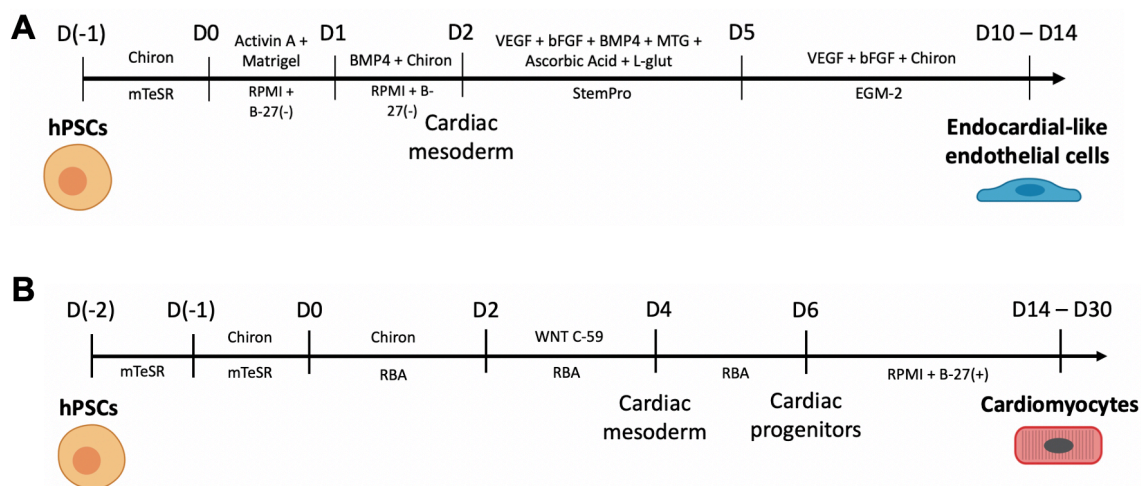 A
D(-1) D0 D1 D2 D5 D10 – D14
Chiron
Activin A +
Matrigel
BMP4 + Chiron
VEGF + bFGF + BMP4 + MTG +
Ascorbic Acid + L-glut
VEGF + bFGF + Chiron
mTeSR
RPMI +
B-27(-)
RPMI + B-
27(-)
StemPro
EGM-2
hPSCs
Cardiac
mesoderm
Endocardial-like
endothelial cells
B
D(-2) D(-1) D0 D2 D4 D6 D14 – D30
Chiron Chiron WNT C-59
mTeSR mTeSR RBA RBA RBA RPMI + B-27(+)
hPSCs
Cardiac
mesoderm
Cardiac
progenitors
Cardiomyocytes